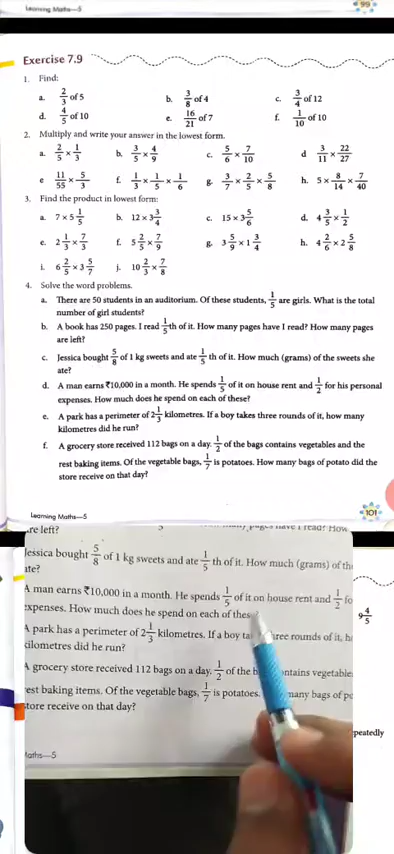 Learning Maths—5
99
Exercise 7.9
1. Find:
a. 2/3 of 5 b. 3/8 of 4 c. 3/4 of 12
d. 4/5 of 10 e. 16/21 of 7 f. 1/10 of 10
2. Multiply and write your answer in the lowest form.
a. 2/5 × 1/3 b. 3/5 × 4/9 c. 5/6 × 7/10 d 3/11 × 22/27
e 11/55 × 5/3 f. 1/3 × 1/5 × 1/6 g. 3/7 × 2/5 × 5/8 h. 5 × 8/14 × 7/40
3. Find the product in lowest form:
a. 7 × 5 1/5 b. 12 × 3 3/4 c. 15 × 3 5/6 d. 4 3/5 × 1/2
e. 2 1/3 × 7/3 f. 5 2/5 × 7/9 g. 3 5/9 × 1 3/4 h. 4 2/6 × 2 5/8
i. 6 2/5 × 3 5/7 j. 10 2/3 × 7/8
4. Solve the word problems.
a. There are 50 students in an auditorium. Of these students, 1/5 are girls. What is the total
number of girl students?
b. A book has 250 pages. I read 1/5th of it. How many pages have I read? How many pages
are left?
c. Jessica bought 5/8 of 1 kg sweets and ate 1/5 th of it. How much (grams) of the sweets she
ate?
d. A man earns ₹10,000 in a month. He spends 1/5 of it on house rent and 1/2 for his personal
expenses. How much does he spend on each of these?
e. A park has a perimeter of 2 1/3 kilometres. If a boy takes three rounds of it, how many
kilometres did he run?
f. A grocery store received 112 bags on a day. 1/2 of the bags contains vegetables and the
rest baking items. Of the vegetable bags, 1/7 is potatoes. How many bags of potato did the
store receive on that day?
Learning Maths—5
101
are left? 5 many pages have I read? How
Jessica bought 5/8 of 1 kg sweets and ate 1/5 th of it. How much (grams) of th
ate?
A man earns ₹10,000 in a month. He spends 1/5 of it on house rent and 1/2 fo
expenses. How much does he spend on each of thes
A park has a perimeter of 2 1/3 kilometres. If a boy ta ree rounds of it, h
kilometres did he run?
A grocery store received 112 bags on a day. 1/2 of the b ontains vegetable
rest baking items. Of the vegetable bags, 1/7 is potatoes. many bags of po
store receive on that day?
Maths—5
9 4/5
peatedly